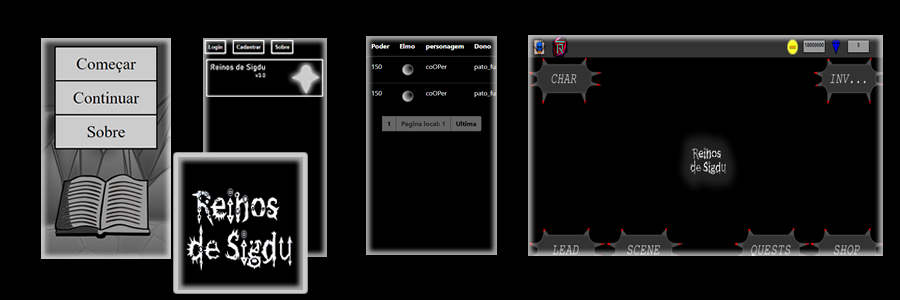 Começar
Continuar
Sobre
Login Cadastrar Sobre
Reinos de Sigdu
v3.0
Reinos
de Sigdu
Poder Elmo personagem Dono
150 coOPer pato_fu
150 coOPer pato_fu
1 Pagina local: 1 Ultima
CHAR
INV...
Reinos
de Sigdu
LEAD SCENE QUESTS SHOP